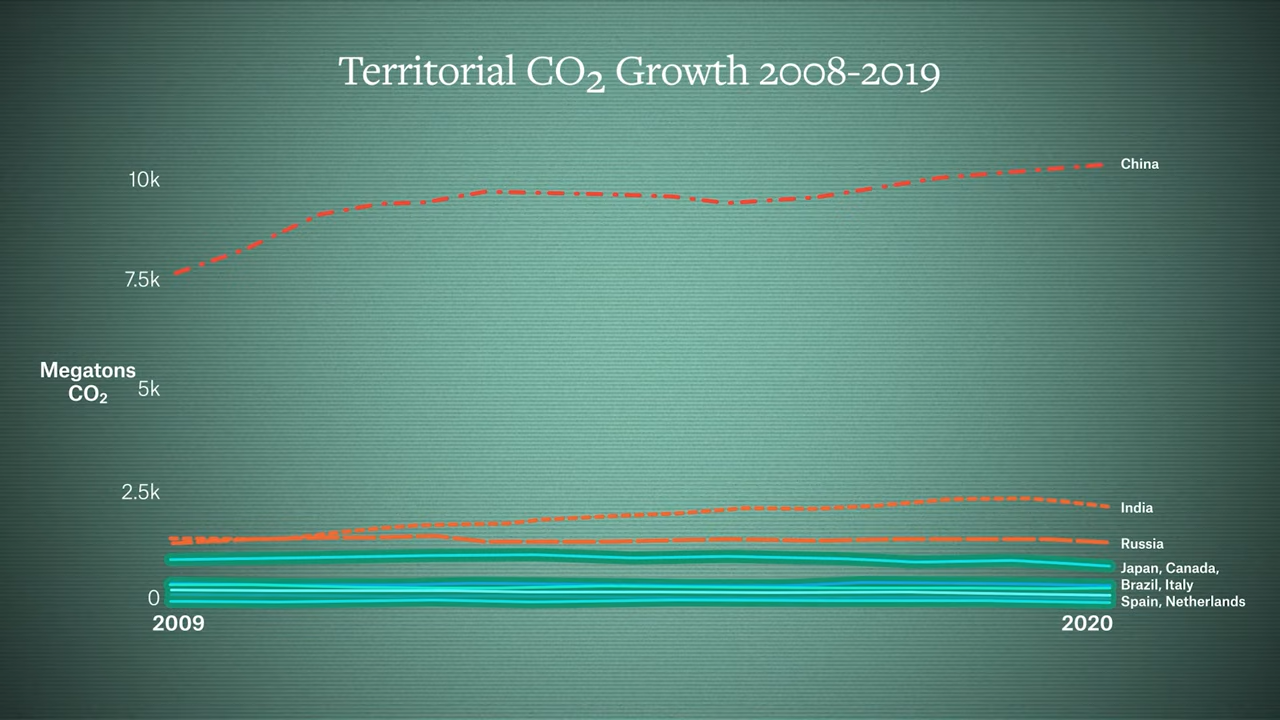 Territorial CO₂ Growth 2008-2019
10k
7.5k
Megatons
CO₂
5k
2.5k
0
2009
2020
China
India
Russia
Japan, Canada,
Brazil, Italy
Spain, Netherlands